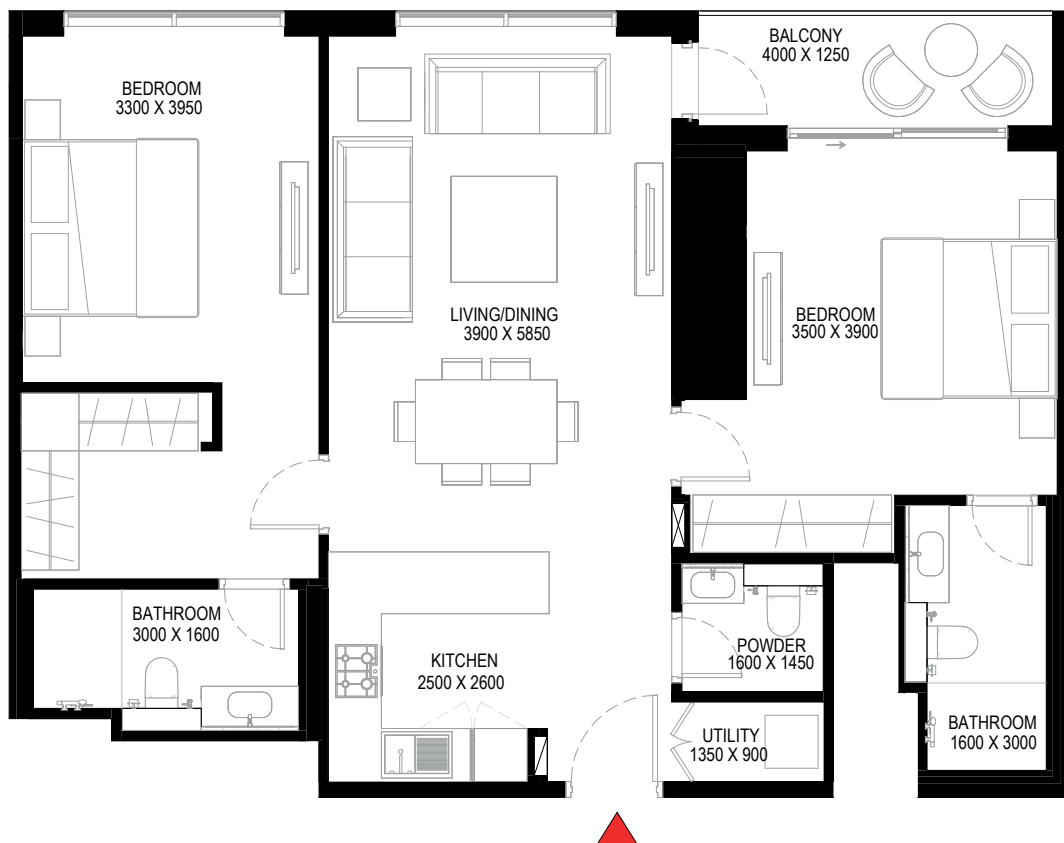 BALCONY
4000 X 1250
BEDROOM
3300 X 3950
LIVING/DINING
3900 X 5850
BEDROOM
3500 X 3900
BATHROOM
3000 X 1600
KITCHEN
2500 X 2600
POWDER
1600 X 1450
UTILITY
1350 X 900
BATHROOM
1600 X 3000